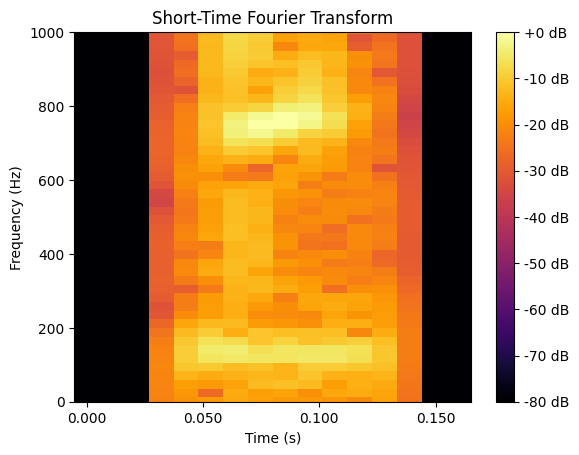 Short-Time Fourier Transform
1000
800
600
400
200
0
Frequency (Hz)
0.000
0.050
0.100
0.150
Time (s)
+0 dB
-10 dB
-20 dB
-30 dB
-40 dB
-50 dB
-60 dB
-70 dB
-80 dB